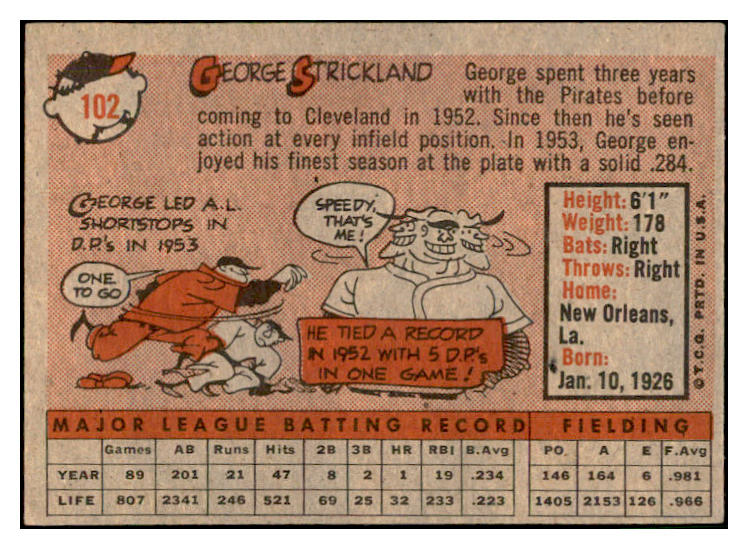 102
GEORGE STRICKLAND
George spent three years
with the Pirates before
coming to Cleveland in 1952. Since then he's seen
action at every infield position. In 1953, George en-
joyed his finest season at the plate with a solid .284.
GEORGE LED A.L.
SHORTSTOPS IN
D.P.'s IN 1953
ONE
TO GO
SPEEDY,
THAT'S
ME!
HE TIED A RECORD
IN 1952 WITH 5 D.P.'s
IN ONE GAME!
Height: 6'1"
Weight: 178
Bats: Right
Throws: Right
Home:
New Orleans,
La.
Born:
Jan. 10, 1926
©T.C.G. PRTD. IN U.S.A.
MAJOR LEAGUE BATTING RECORD FIELDING
Games AB Runs Hits 2B 3B HR RBI B.Avg PO. A E F.Avg
YEAR 89 201 21 47 8 2 1 19 .234 146 164 6 .981
LIFE 807 2341 246 521 69 25 32 233 .223 1405 2153 126 .966